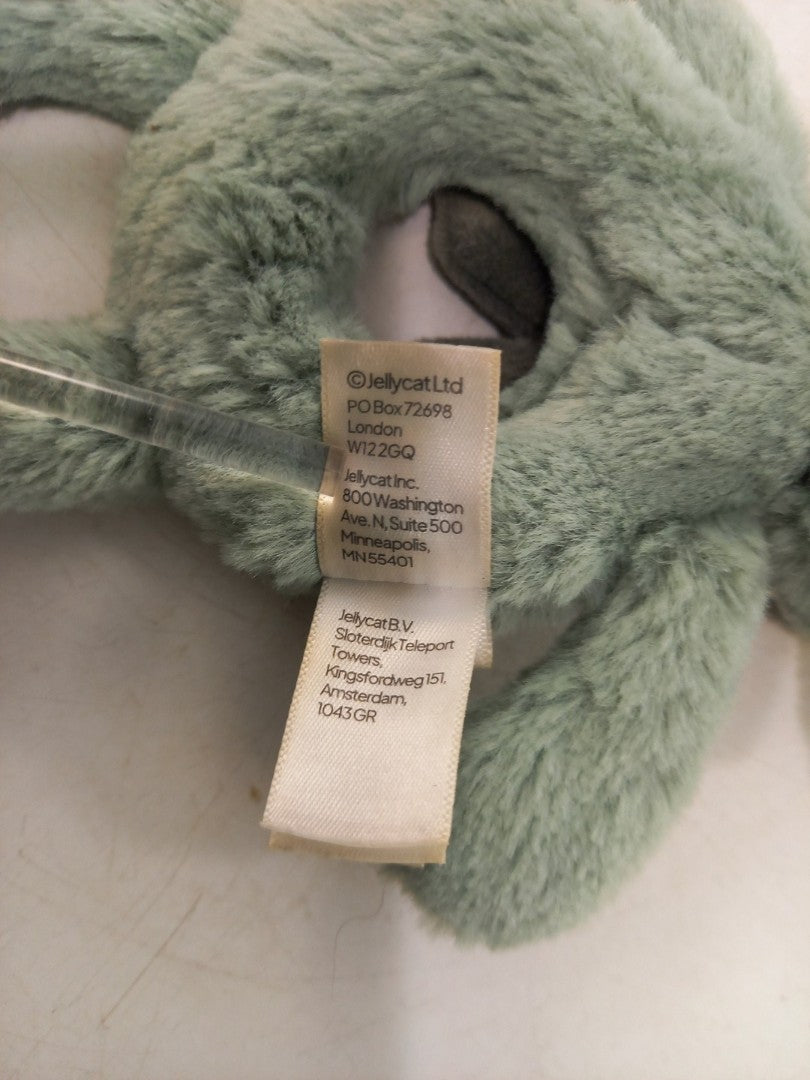 ©Jellycat Ltd
PO Box 72698
London
W12 2GQ
Jellycat Inc.
800 Washington
Ave. N, Suite 500
Minneapolis,
MN 55401
Jellycat B.V.
Sloterdijk Teleport
Towers,
Kingsfordweg 151,
Amsterdam,
1043 GR